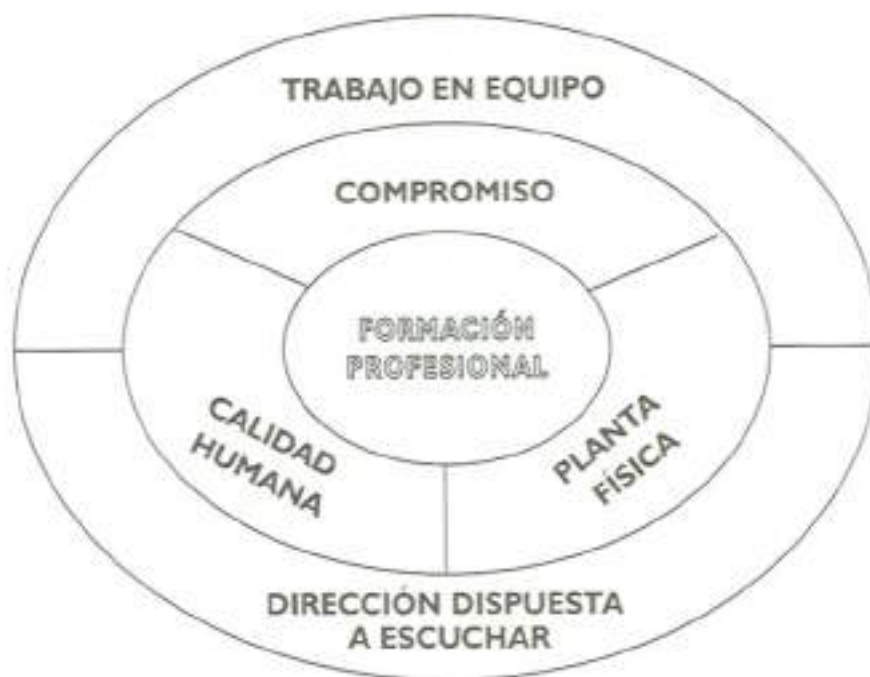 TRABAJO EN EQUIPO
COMPROMISO
FORMACIÓN
PROFESIONAL
CALIDAD
HUMANA
PLANTA
FÍSICA
DIRECCIÓN DISPUESTA
A ESCUCHAR